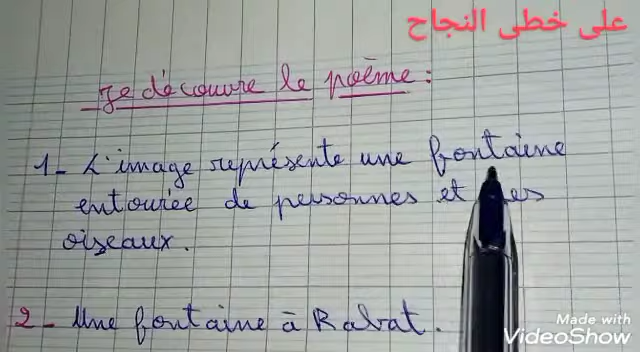 على خطى النجاح
Je découvre le poème :
1- L'image représente une fontaine
entourée de personnes et
oiseaux.
2- Une fontaine à Rabat.
Made with
VideoShow